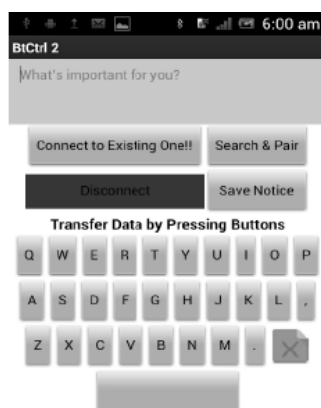 6:00 am
BtCtrl 2
What's important for you?
Connect to Existing One!! Search & Pair
Disconnect Save Notice
Transfer Data by Pressing Buttons
Q W E R T Y U I O P
A S D F G H J K L ,
Z X C V B N M .